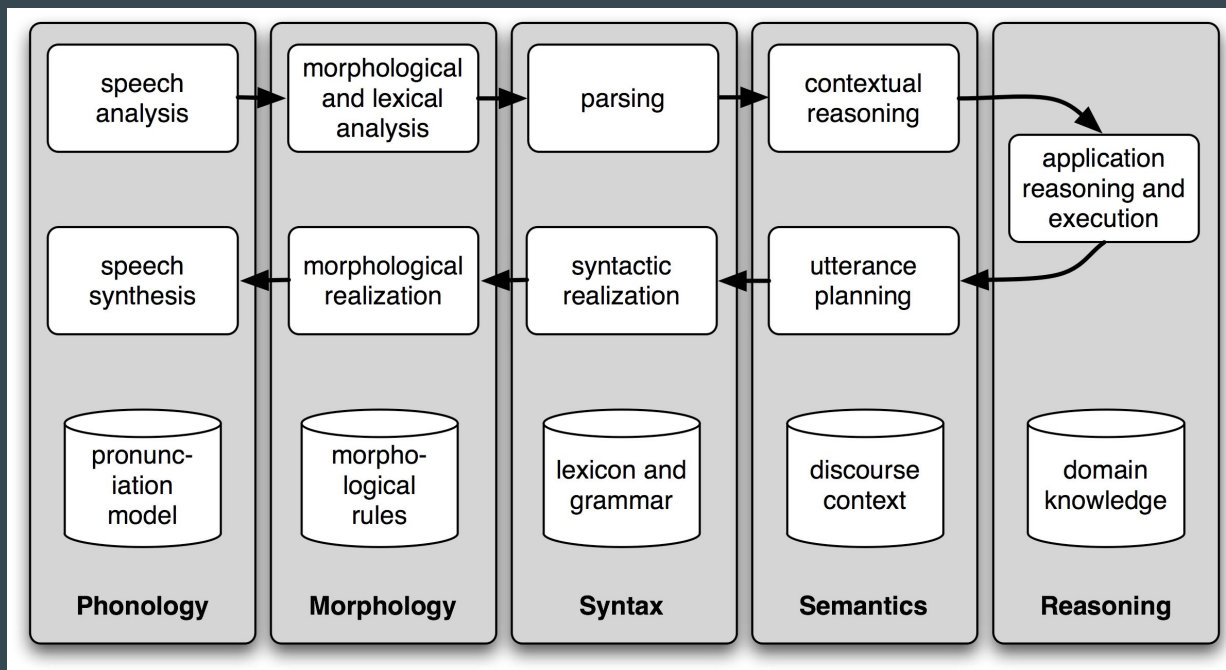 speech
analysis
morphological
and lexical
analysis
parsing
contextual
reasoning
application
reasoning and
execution
speech
synthesis
morphological
realization
syntactic
realization
utterance
planning
pronunc-
iation
model
morpho-
logical
rules
lexicon and
grammar
discourse
context
domain
knowledge
Phonology
Morphology
Syntax
Semantics
Reasoning